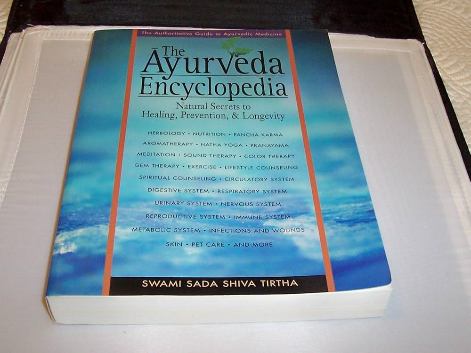 The Authoritative Guide to Ayurvedic Medicine
The
Āyurveda
Encyclopedia
Natural Secrets to
Healing, Prevention, & Longevity
HERBOLOGY • NUTRITION • PANCHA KARMA
AROMATHERAPY • HATHA YOGA • PRANAYAMA
MEDITATION • SOUND THERAPY • COLOR THERAPY
GEM THERAPY • EXERCISE • LIFESTYLE COUNSELING
SPIRITUAL COUNSELING • CIRCULATORY SYSTEM
DIGESTIVE SYSTEM • RESPIRATORY SYSTEM
URINARY SYSTEM • NERVOUS SYSTEM
REPRODUCTIVE SYSTEM • IMMUNE SYSTEM
METABOLIC SYSTEM • INFECTIONS AND WOUNDS
SKIN • PET CARE • AND MORE
SWAMI SADA SHIVA TIRTHA